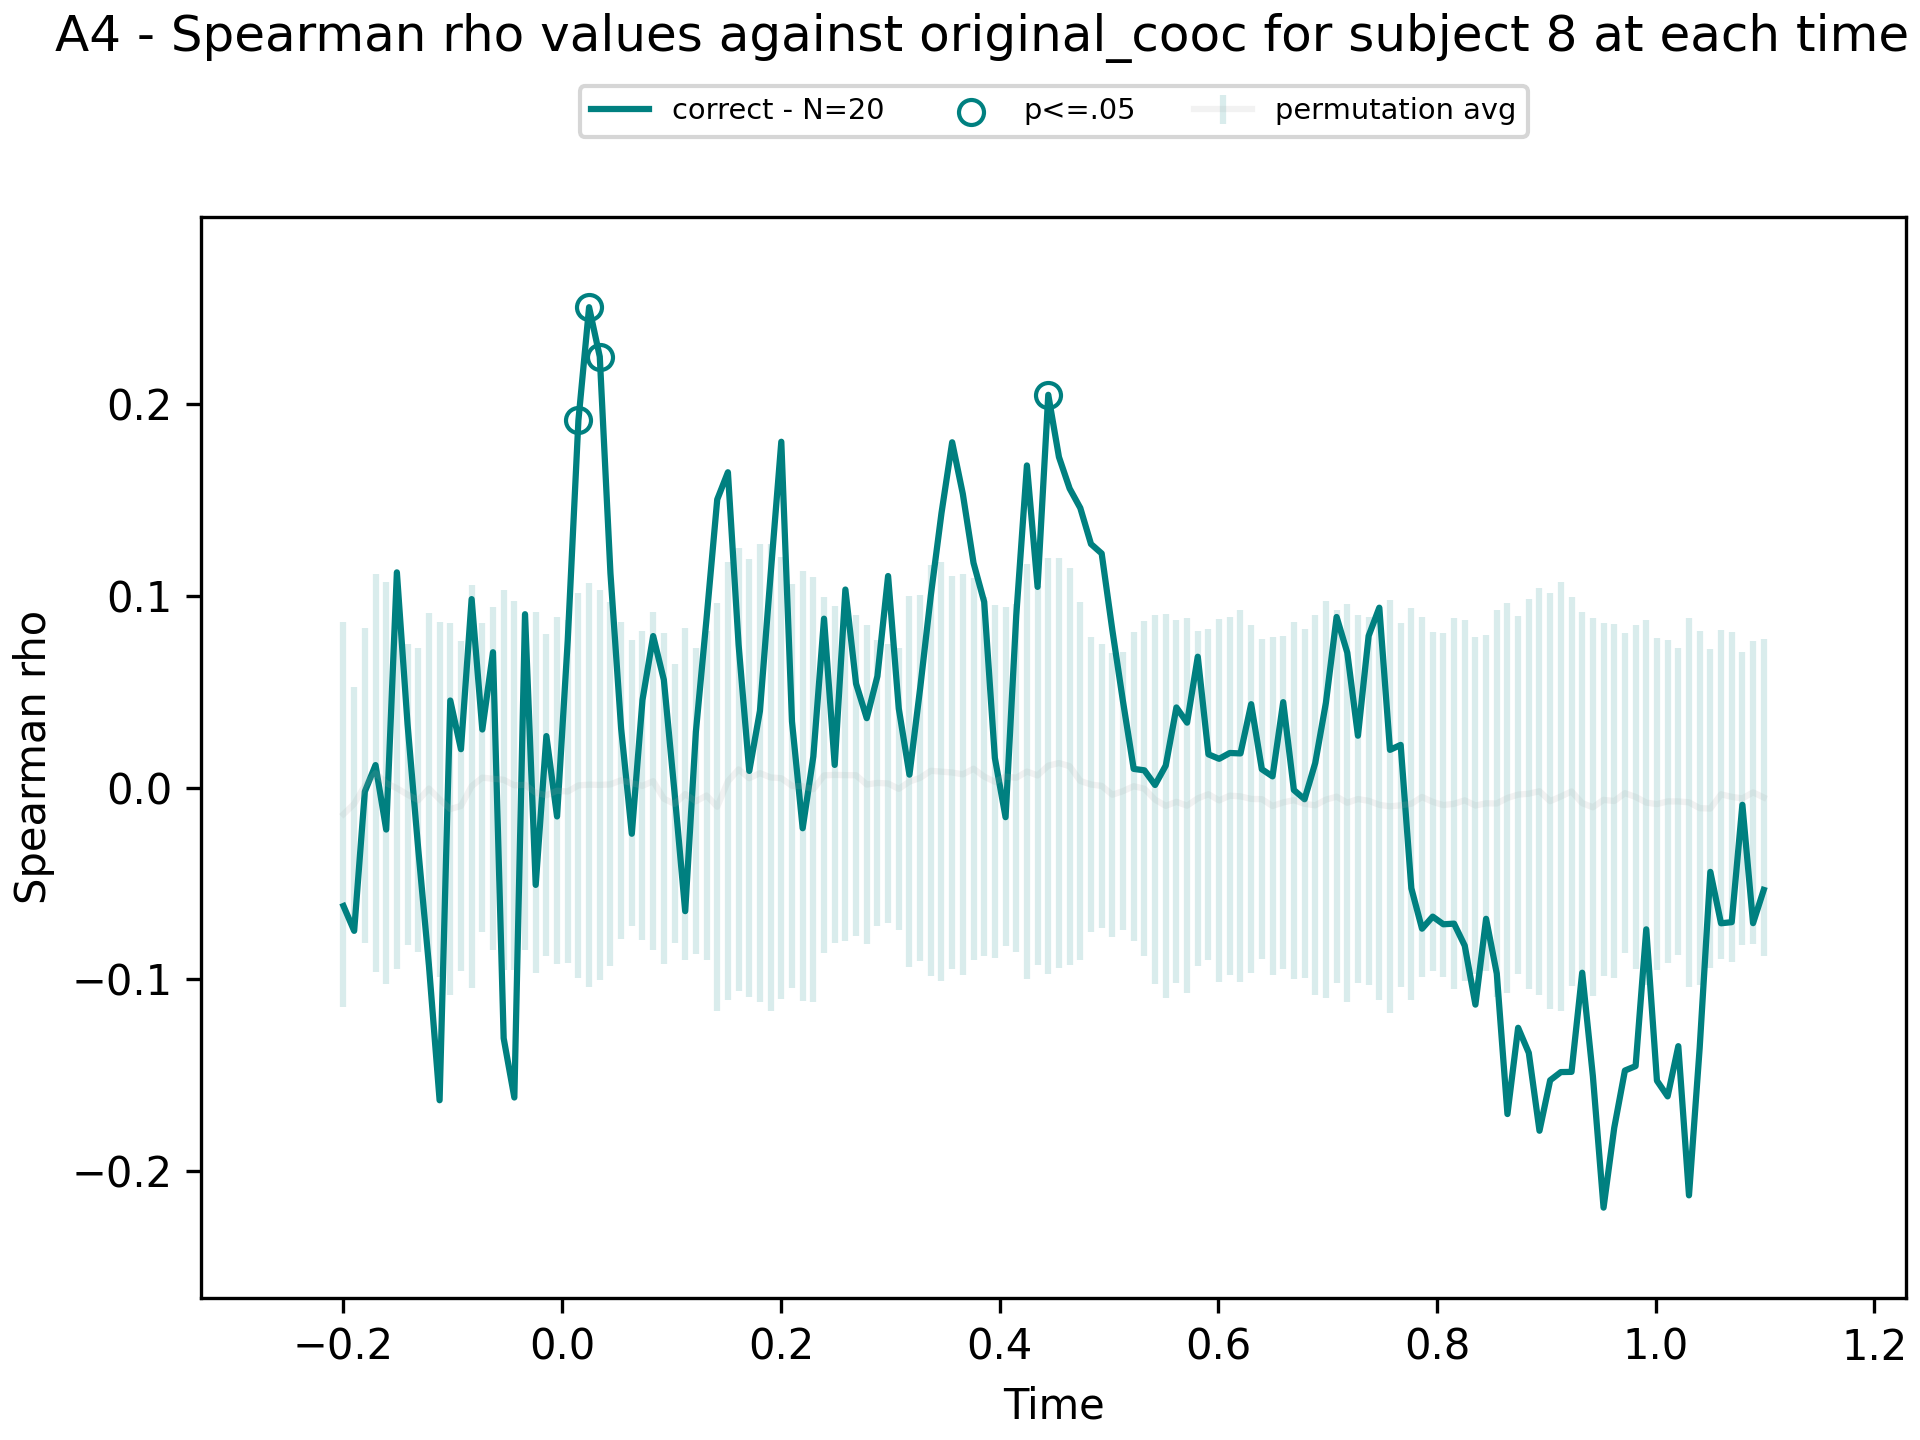 A4 - Spearman rho values against original_cooc for subject 8 at each time
correct - N=20 p<=.05 permutation avg
Spearman rho
0.2
0.1
0.0
−0.1
−0.2
−0.2 0.0 0.2 0.4 0.6 0.8 1.0 1.2
Time